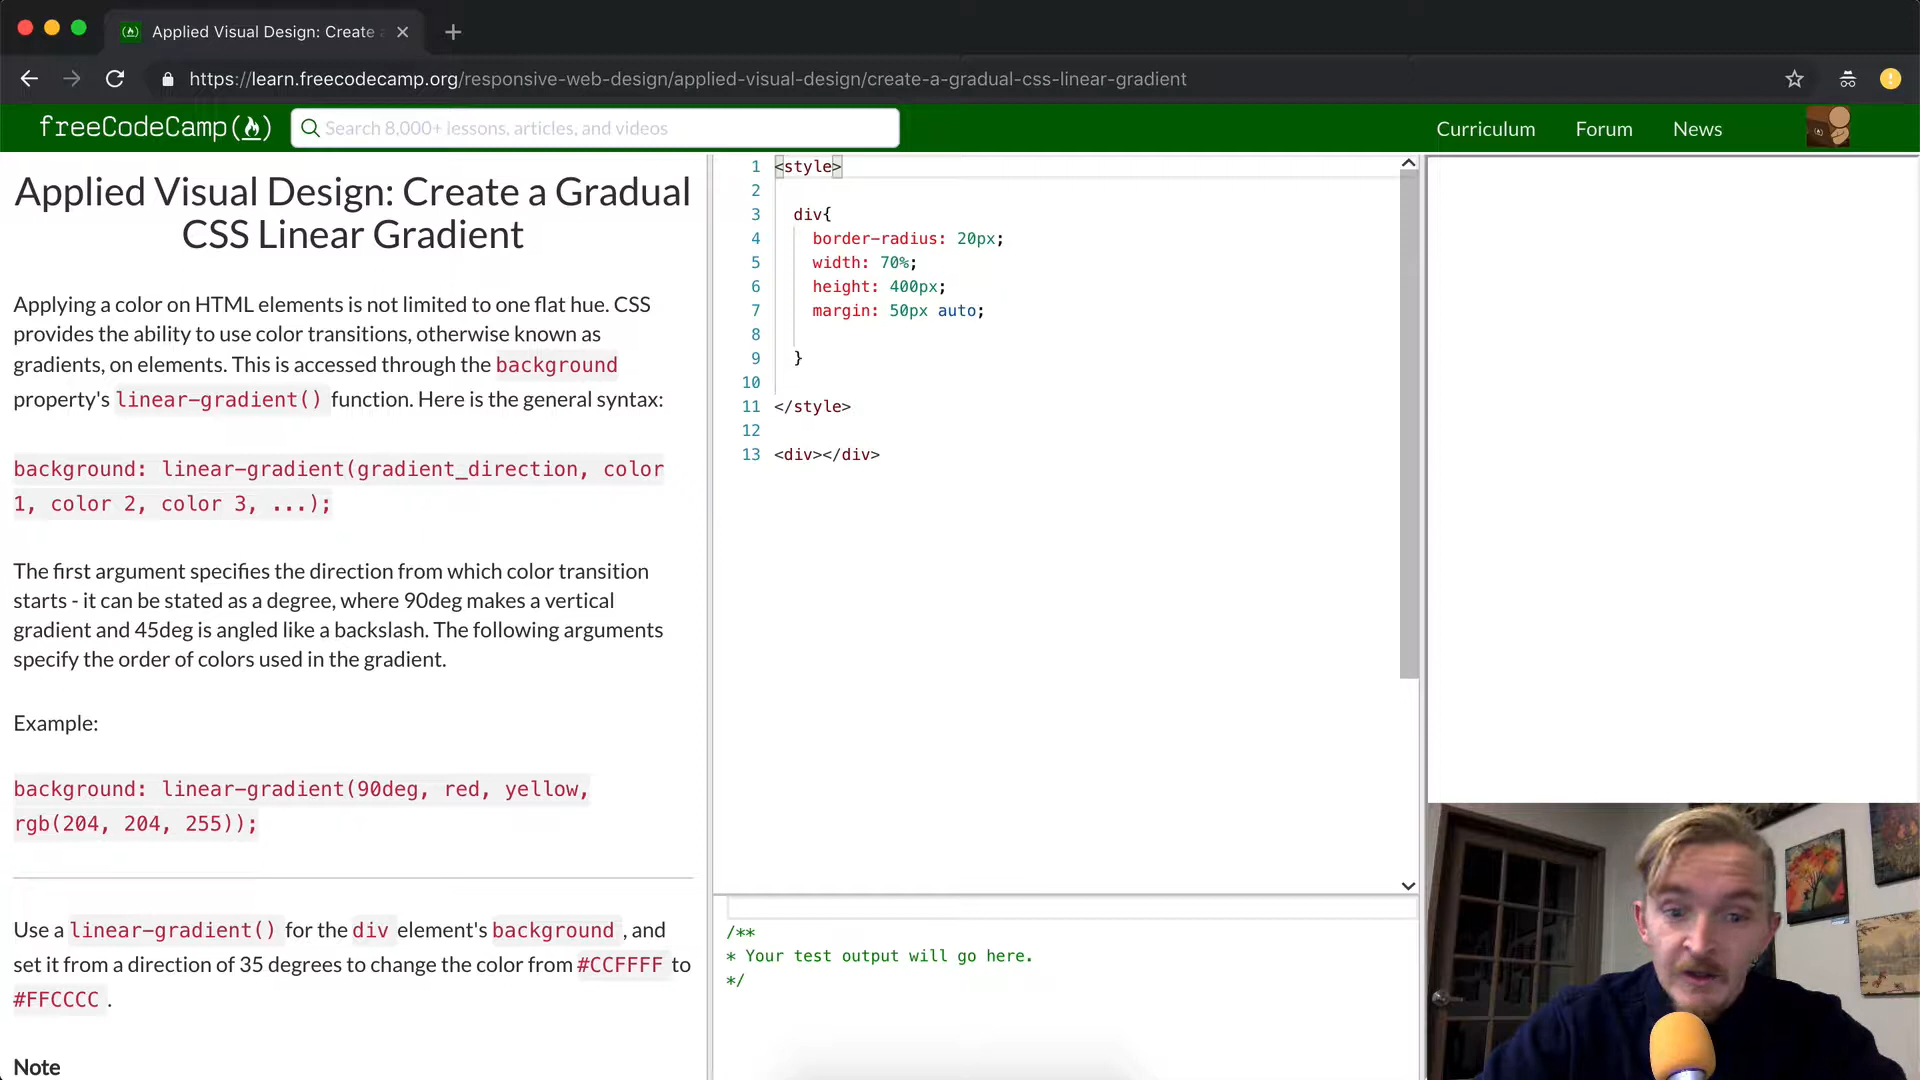 Applied Visual Design: Create a
https://learn.freecodecamp.org/responsive-web-design/applied-visual-design/create-a-gradual-css-linear-gradient
freeCodeCamp
Search 8,000+ lessons, articles, and videos
Curriculum
Forum
News
Applied Visual Design: Create a Gradual
CSS Linear Gradient
Applying a color on HTML elements is not limited to one flat hue. CSS
provides the ability to use color transitions, otherwise known as
gradients, on elements. This is accessed through the background
property's linear-gradient() function. Here is the general syntax:
background: linear-gradient(gradient_direction, color
1, color 2, color 3, ...);
The first argument specifies the direction from which color transition
starts - it can be stated as a degree, where 90deg makes a vertical
gradient and 45deg is angled like a backslash. The following arguments
specify the order of colors used in the gradient.
Example:
background: linear-gradient(90deg, red, yellow,
rgb(204, 204, 255));
Use a linear-gradient() for the div element's background , and
set it from a direction of 35 degrees to change the color from #CCFFFF to
#FFCCCC .
Note
1 <style>
2
3 div{
4 border-radius: 20px;
5 width: 70%;
6 height: 400px;
7 margin: 50px auto;
8
9 }
10
11 </style>
12
13 <div></div>
/**
* Your test output will go here.
*/